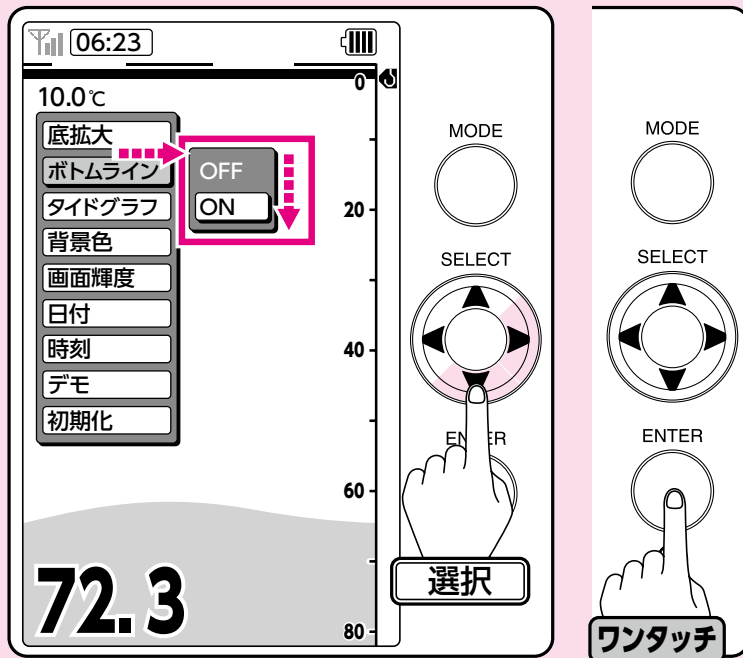 06:23
0
10.0℃
底拡大
ボトムライン
タイドグラフ
背景色
画面輝度
日付
時刻
デモ
初期化
OFF
ON
20
40
60
80
72.3
MODE
SELECT
選択
MODE
SELECT
ENTER
ワンタッチ